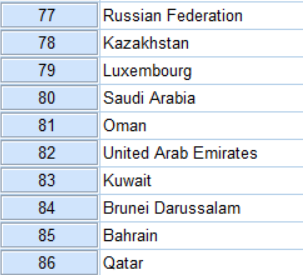 77 Russian Federation
78 Kazakhstan
79 Luxembourg
80 Saudi Arabia
81 Oman
82 United Arab Emirates
83 Kuwait
84 Brunei Darussalam
85 Bahrain
86 Qatar